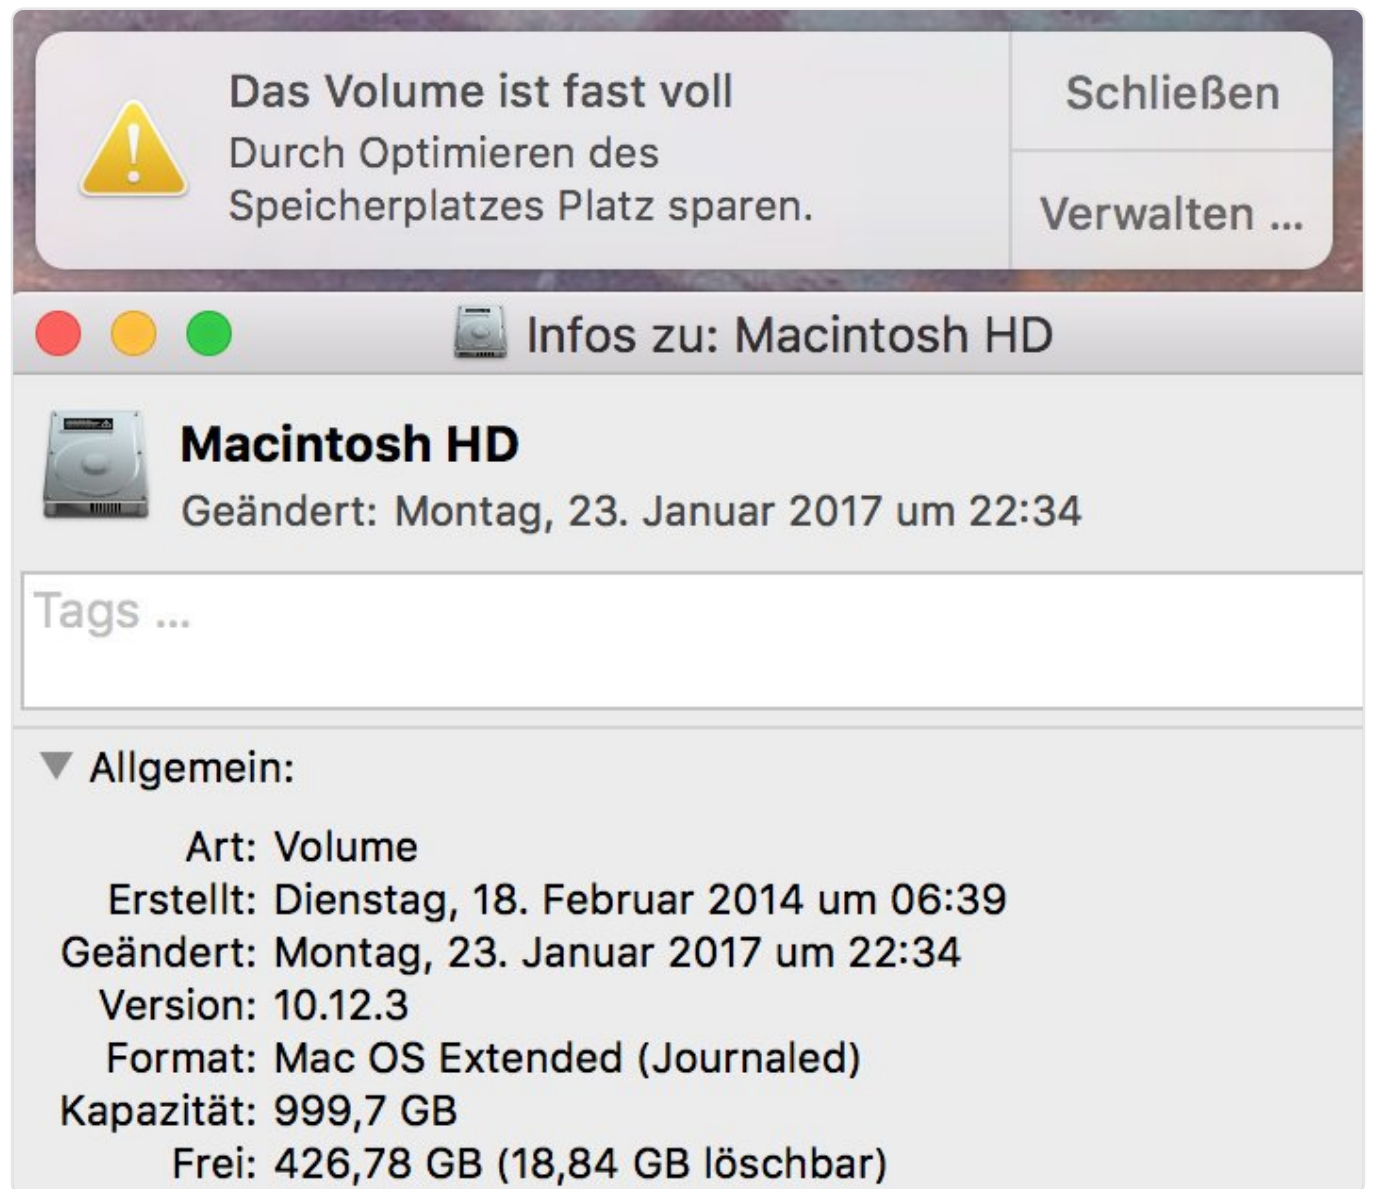 Das Volume ist fast voll
Durch Optimieren des
Speicherplatzes Platz sparen.
Schließen
Verwalten ...
Infos zu: Macintosh HD
Macintosh HD
Geändert: Montag, 23. Januar 2017 um 22:34
Tags ...
Allgemein:
Art: Volume
Erstellt: Dienstag, 18. Februar 2014 um 06:39
Geändert: Montag, 23. Januar 2017 um 22:34
Version: 10.12.3
Format: Mac OS Extended (Journaled)
Kapazität: 999,7 GB
Frei: 426,78 GB (18,84 GB löschbar)